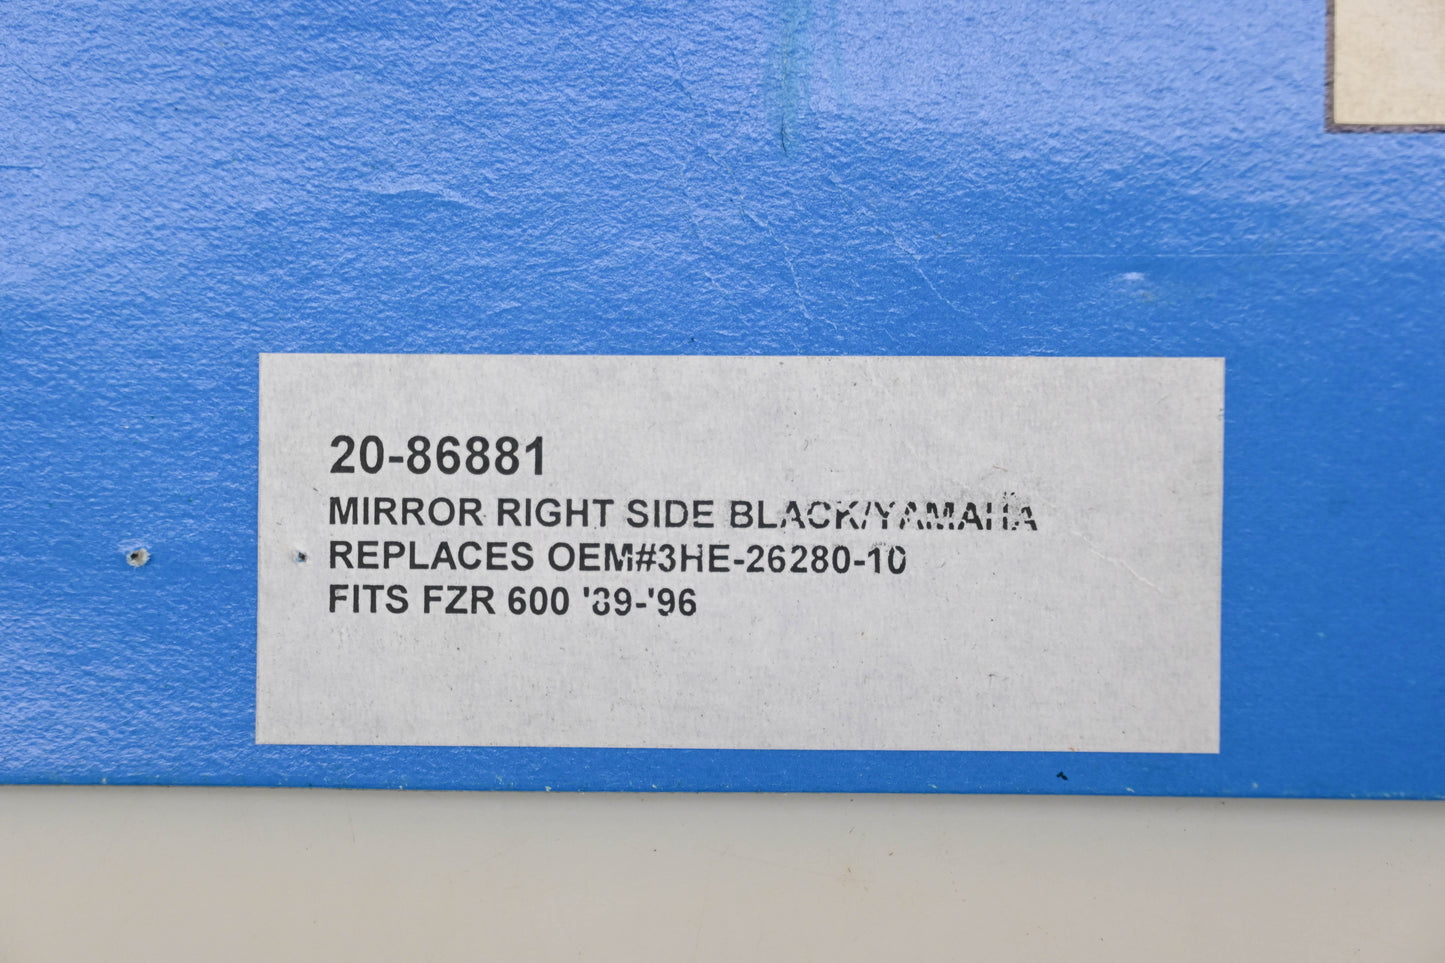 20-86881
MIRROR RIGHT SIDE BLACK/YAMAHA
REPLACES OEM#3HE-26280-10
FITS FZR 600 '89-'96